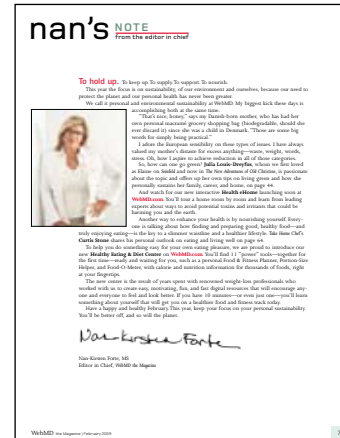 nan's NOTE
from the editor in chief
To hold up. To keep up. To supply. To support. To nourish.
This year the focus is on sustainability, of our environment and ourselves, because our need to
protect the planet and our personal health has never been greater.
We call it personal and environmental sustainability at WebMD. My biggest kick these days is
accomplishing both at the same time.
"That's nice, honey," says my Danish-born mother, who has had her
own personal macramé grocery shopping bag (biodegradable, should she
ever discard it) since she was a child in Denmark. "Those are some big
words for simply being practical."
I adore the European sensibility on these types of issues. I have always
valued my mother's distaste for excess anything—waste, weight, words,
stress. Oh, how I aspire to achieve reduction in all of those categories.
So, how can one go green? Julia Louis-Dreyfus, whom we first loved
as Elaine on Seinfeld and now in The New Adventures of Old Christine, is passionate
about the topic and offers up her own tips on living green and how she
personally sustains her family, career, and home, on page 44.
And watch for our new interactive Health eHome launching soon at
WebMD.com. You'll tour a home room by room and learn from leading
experts about ways to avoid potential toxins and irritants that could be
harming you and the earth.
Another way to enhance your health is by nourishing yourself. Every-
one is talking about how finding and preparing good, healthy food—and
truly enjoying eating—is the key to a slimmer waistline and a healthier lifestyle. Take Home Chef's
Curtis Stone shares his personal outlook on eating and living well on page 64.
To help you do something easy for your own eating pleasure, we are proud to introduce our
new Healthy Eating & Diet Center on WebMD.com. You'll find 11 "power" tools—together for
the first time—ready and waiting for you, such as a personal Food & Fitness Planner, Portion-Size
Helper, and Food-O-Meter, with calorie and nutrition information for thousands of foods, right
at your fingertips.
The new center is the result of years spent with renowned weight-loss professionals who
worked with us to create easy, motivating, fun, and fast digital resources that will encourage any-
one and everyone to feel and look better. If you have 10 minutes—or even just one—you'll learn
something about yourself that will get you on a healthier food and fitness track today.
Have a happy and healthy February. This year, keep your focus on your personal sustainability.
You'll be better off, and so will the planet.
Nan-Kirsten Forte
Nan-Kirsten Forte, MS
Editor in Chief, WebMD the Magazine
WebMD the Magazine | February 2009